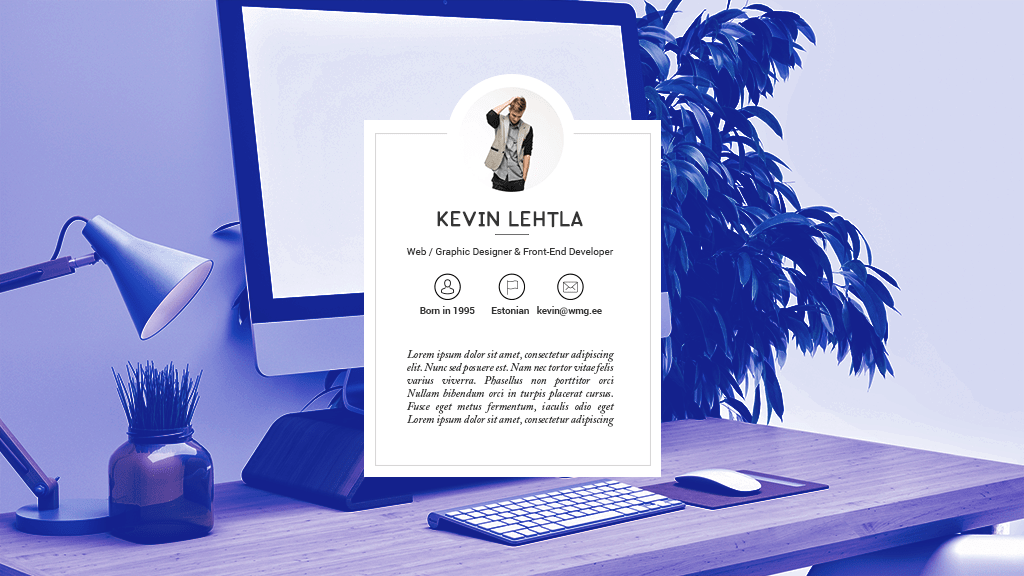 KEVIN LEHTLA
Web / Graphic Designer & Front-End Developer
Born in 1995 Estonian kevin@wmg.ee
Lorem ipsum dolor sit amet, consectetur adipiscing
elit. Nunc sed posuere est. Nam nec tortor vitae felis
varius viverra. Phasellus non porttitor orci
Nullam bibendum orci in turpis placerat cursus.
Fusce eget metus fermentum, iaculis odio eget
Lorem ipsum dolor sit amet, consectetur adipiscing